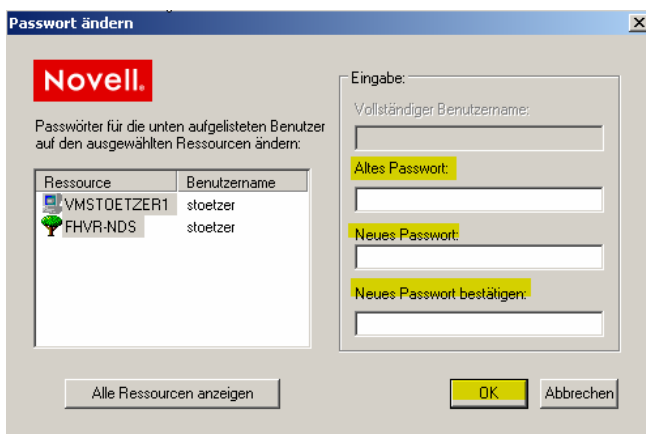 Passwort ändern
Novell.
Passwörter für die unten aufgelisteten Benutzer
auf den ausgewählten Ressourcen ändern:
Ressource Benutzername
VMSTOETZER1 stoetzer
FHVR-NDS stoetzer
Alle Ressourcen anzeigen
Eingabe:
Vollständiger Benutzername:
Altes Passwort:
Neues Passwort:
Neues Passwort bestätigen:
OK
Abbrechen